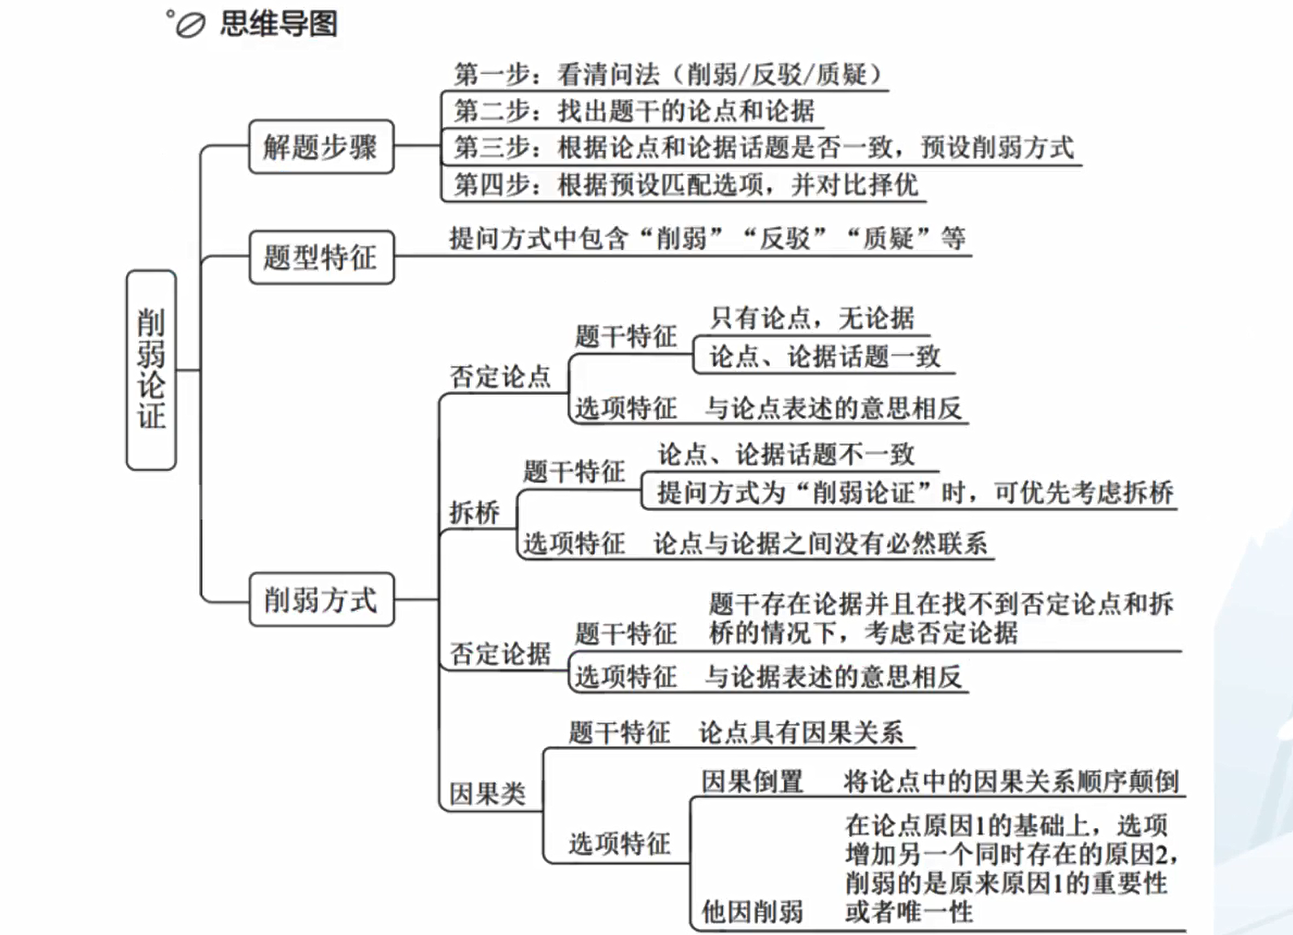 思维导图
削弱论证
解题步骤
第一步：看清问法（削弱/反驳/质疑）
第二步：找出题干的论点和论据
第三步：根据论点和论据话题是否一致，预设削弱方式
第四步：根据预设匹配选项，并对比择优
题型特征
提问方式中包含“削弱”“反驳”“质疑”等
削弱方式
否定论点
题干特征
只有论点，无论据
论点、论据话题一致
选项特征 与论点表述的意思相反
拆桥
题干特征
论点、论据话题不一致
提问方式为“削弱论证”时，可优先考虑拆桥
选项特征 论点与论据之间没有必然联系
否定论据
题干特征
题干存在论据并且在找不到否定论点和拆
桥的情况下，考虑否定论据
选项特征 与论据表述的意思相反
因果类
题干特征 论点具有因果关系
选项特征
因果倒置 将论点中的因果关系顺序颠倒
他因削弱
在论点原因1的基础上，选项
增加另一个同时存在的原因2，
削弱的是原来原因1的重要性
或者唯一性